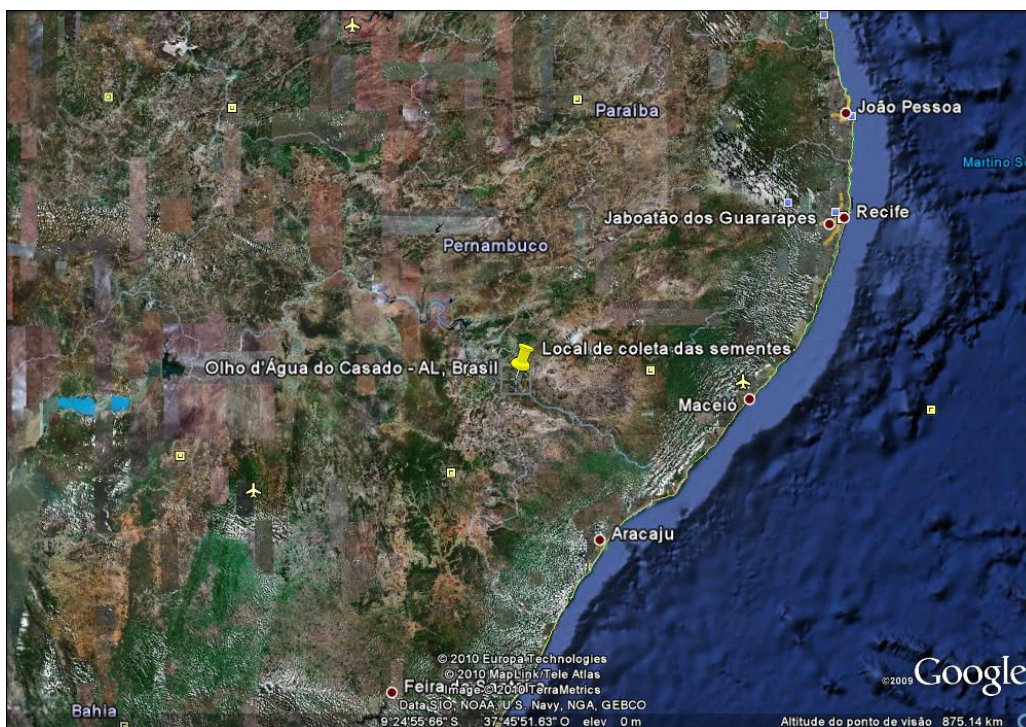 João Pessoa
Paraíba
Martino S
Jaboatão dos Guararapes
Recife
Pernambuco
Local de coleta das sementes
Olho d'Água do Casado - AL, Brasil
Maceió
Aracaju
© 2010 Europa Technologies
© 2010 MapLink/Tele Atlas
Feira de
Image © 2010 TerraMetrics
©2009 Google
Data SIO, NOAA, U.S. Navy, NGA, GEBCO
Bahia
9°24'55.66" S 37°45'51.63" O elev 0 m
Altitude do ponto de visão 875.14 km